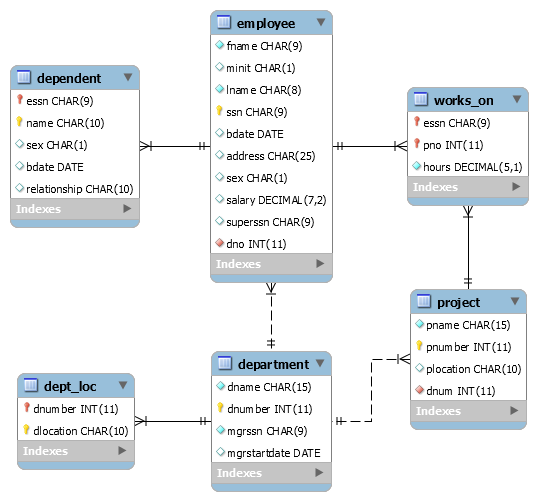 employee
fname CHAR(9)
minit CHAR(1)
lname CHAR(8)
ssn CHAR(9)
bdate DATE
address CHAR(25)
sex CHAR(1)
salary DECIMAL(7,2)
superssn CHAR(9)
dno INT(11)
Indexes
dependent
essn CHAR(9)
name CHAR(10)
sex CHAR(1)
bdate DATE
relationship CHAR(10)
Indexes
works_on
essn CHAR(9)
pno INT(11)
hours DECIMAL(5,1)
Indexes
project
pname CHAR(15)
pnumber INT(11)
plocation CHAR(10)
dnum INT(11)
Indexes
department
dname CHAR(15)
dnumber INT(11)
mgrssn CHAR(9)
mgrstartdate DATE
Indexes
dept_loc
dnumber INT(11)
dlocation CHAR(10)
Indexes